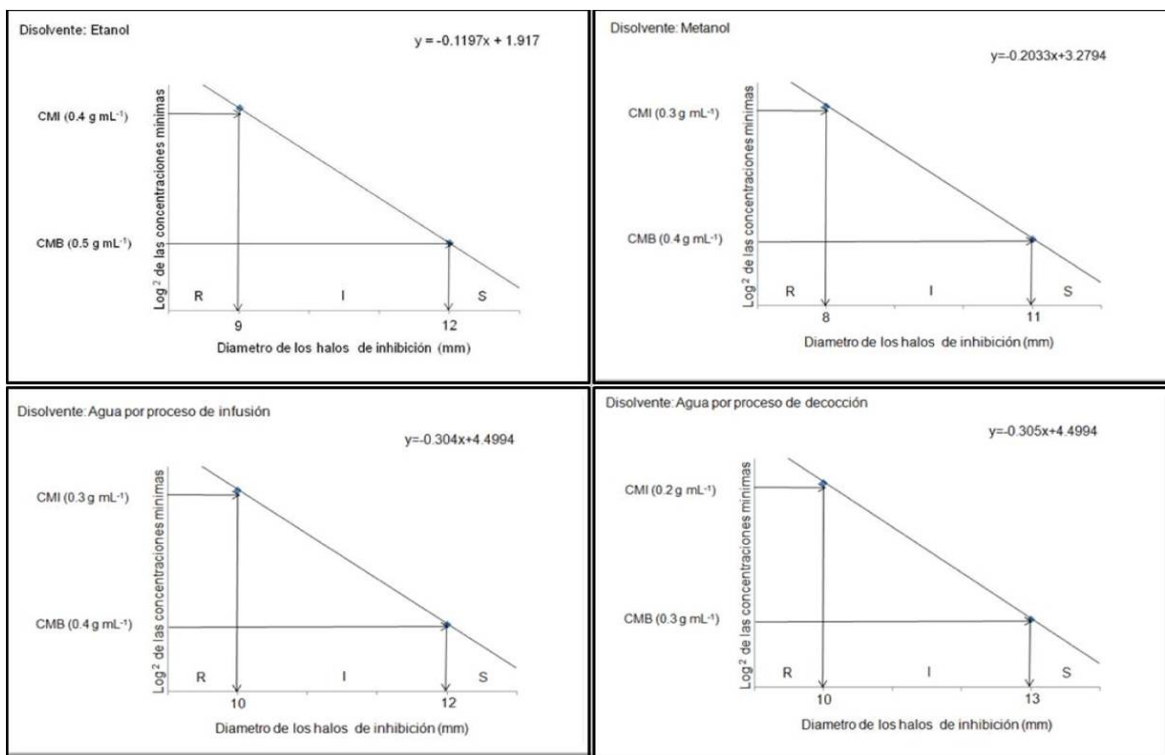 Disolvente: Etanol
y = -0.1197x + 1.917
CMI (0.4 g mL⁻¹)
CMB (0.5 g mL⁻¹)
Log² de las concentraciones minimas
R I S
9 12
Diametro de los halos de inhibición (mm)
Disolvente: Metanol
y=-0.2033x+3.2794
CMI (0.3 g mL⁻¹)
CMB (0.4 g mL⁻¹)
Log² de las concentraciones minimas
R I S
8 11
Diametro de los halos de inhibición (mm)
Disolvente: Agua por proceso de infusión
y=-0.304x+4.4994
CMI (0.3 g mL⁻¹)
CMB (0.4 g mL⁻¹)
Log² de las concentraciones minimas
R I S
10 12
Diametro de los halos de inhibición (mm)
Disolvente: Agua por proceso de decocción
y=-0.305x+4.4994
CMI (0.2 g mL⁻¹)
CMB (0.3 g mL⁻¹)
Log² de las concentraciones minimas
R I S
10 13
Diametro de los halos de inhibición (mm)